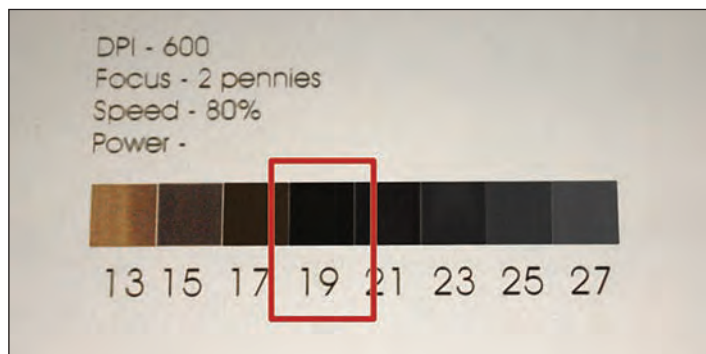 DPI - 600
Focus - 2 pennies
Speed - 80%
Power -
13 15 17 19 21 23 25 27